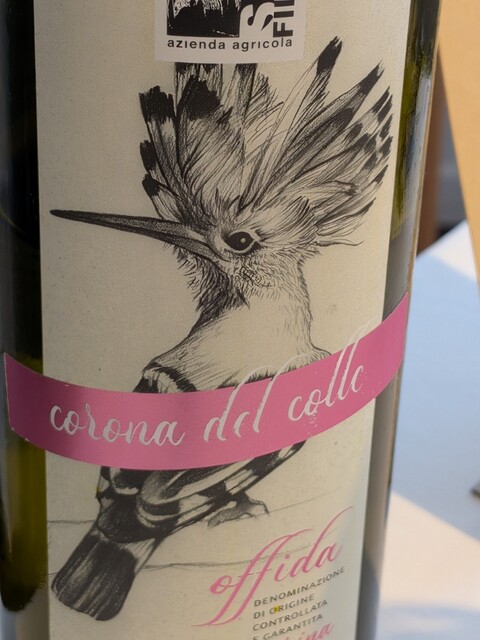 azienda agricola
corona del colle
offida
DENOMINAZIONE
DI ORIGINE
CONTROLLATA
E GARANTITA